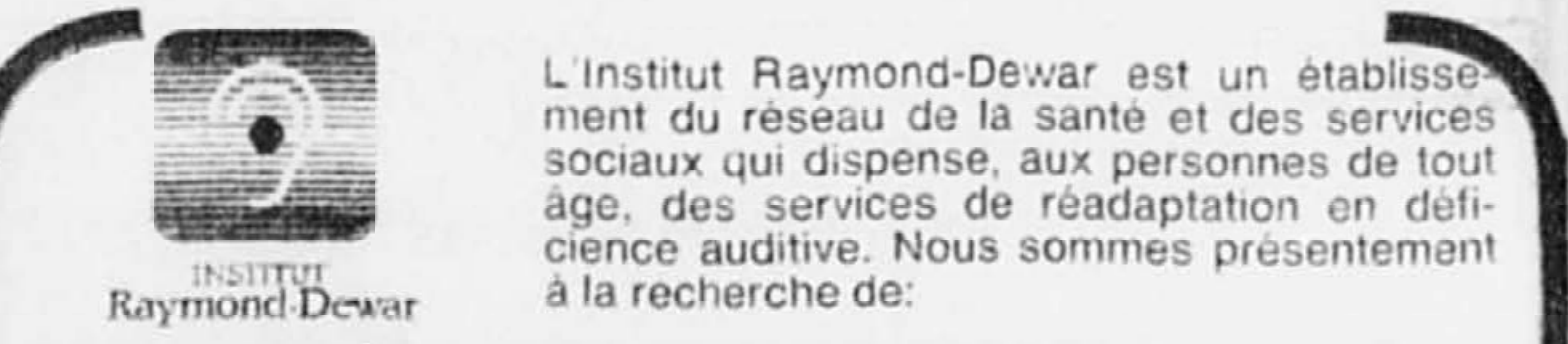 INSTITUT
Raymond-Dewar
L'Institut Raymond-Dewar est un établisse-
ment du réseau de la santé et des services
sociaux qui dispense, aux personnes de tout
âge, des services de réadaptation en défi-
cience auditive. Nous sommes présentement
à la recherche de: